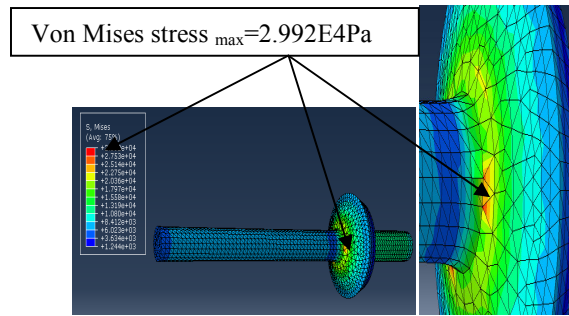 Von Mises stress max=2.992E4Pa
S, Mises
(Avg: 75%)
+2.753e+04
+2.514e+04
+2.275e+04
+2.036e+04
+1.797e+04
+1.558e+04
+1.319e+04
+1.080e+04
+8.412e+03
+6.023e+03
+3.634e+03
+1.244e+03